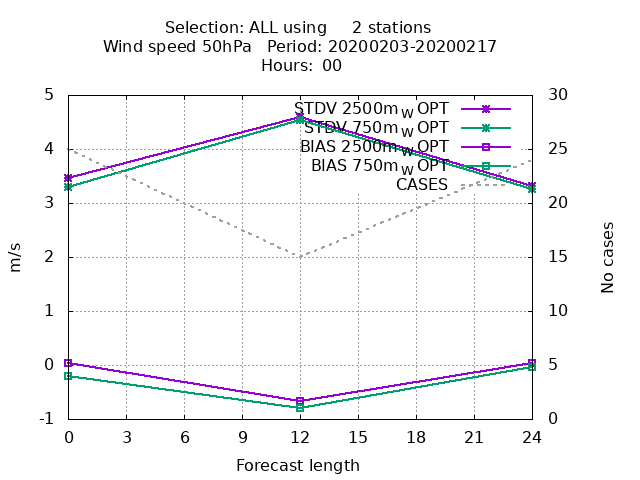 Selection: ALL using 2 stations
Wind speed 50hPa Period: 20200203-20200217
Hours: 00
5 30
STDV 2500m_W OPT
STDV 750m_W OPT
4 25
BIAS 2500m_W OPT
BIAS 750m_W OPT
CASES
3 20
2 15
m/s
No cases
1 10
0 5
-1 0
0 3 6 9 12 15 18 21 24
Forecast length